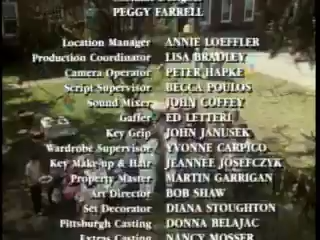 PEGGY FARRELL
Location Manager ANNIE LOEFFLER
Production Coordinator LISA BRADLEY
Camera Operator PETER HAPKE
Script Supervisor BECCA POULOS
Sound Mixer JOHN COFFEY
Gaffer ED LETTERI
Key Grip JOHN JANUSEK
Wardrobe Supervisor YVONNE CARPICO
Key Make-up & Hair JEANNEE JOSEFCZYK
Property Master MARTIN GARRIGAN
Art Director BOB SHAW
Set Decorator DIANA STOUGHTON
Pittsburgh Casting DONNA BELAJAC
Extras Casting NANCY MOSSER